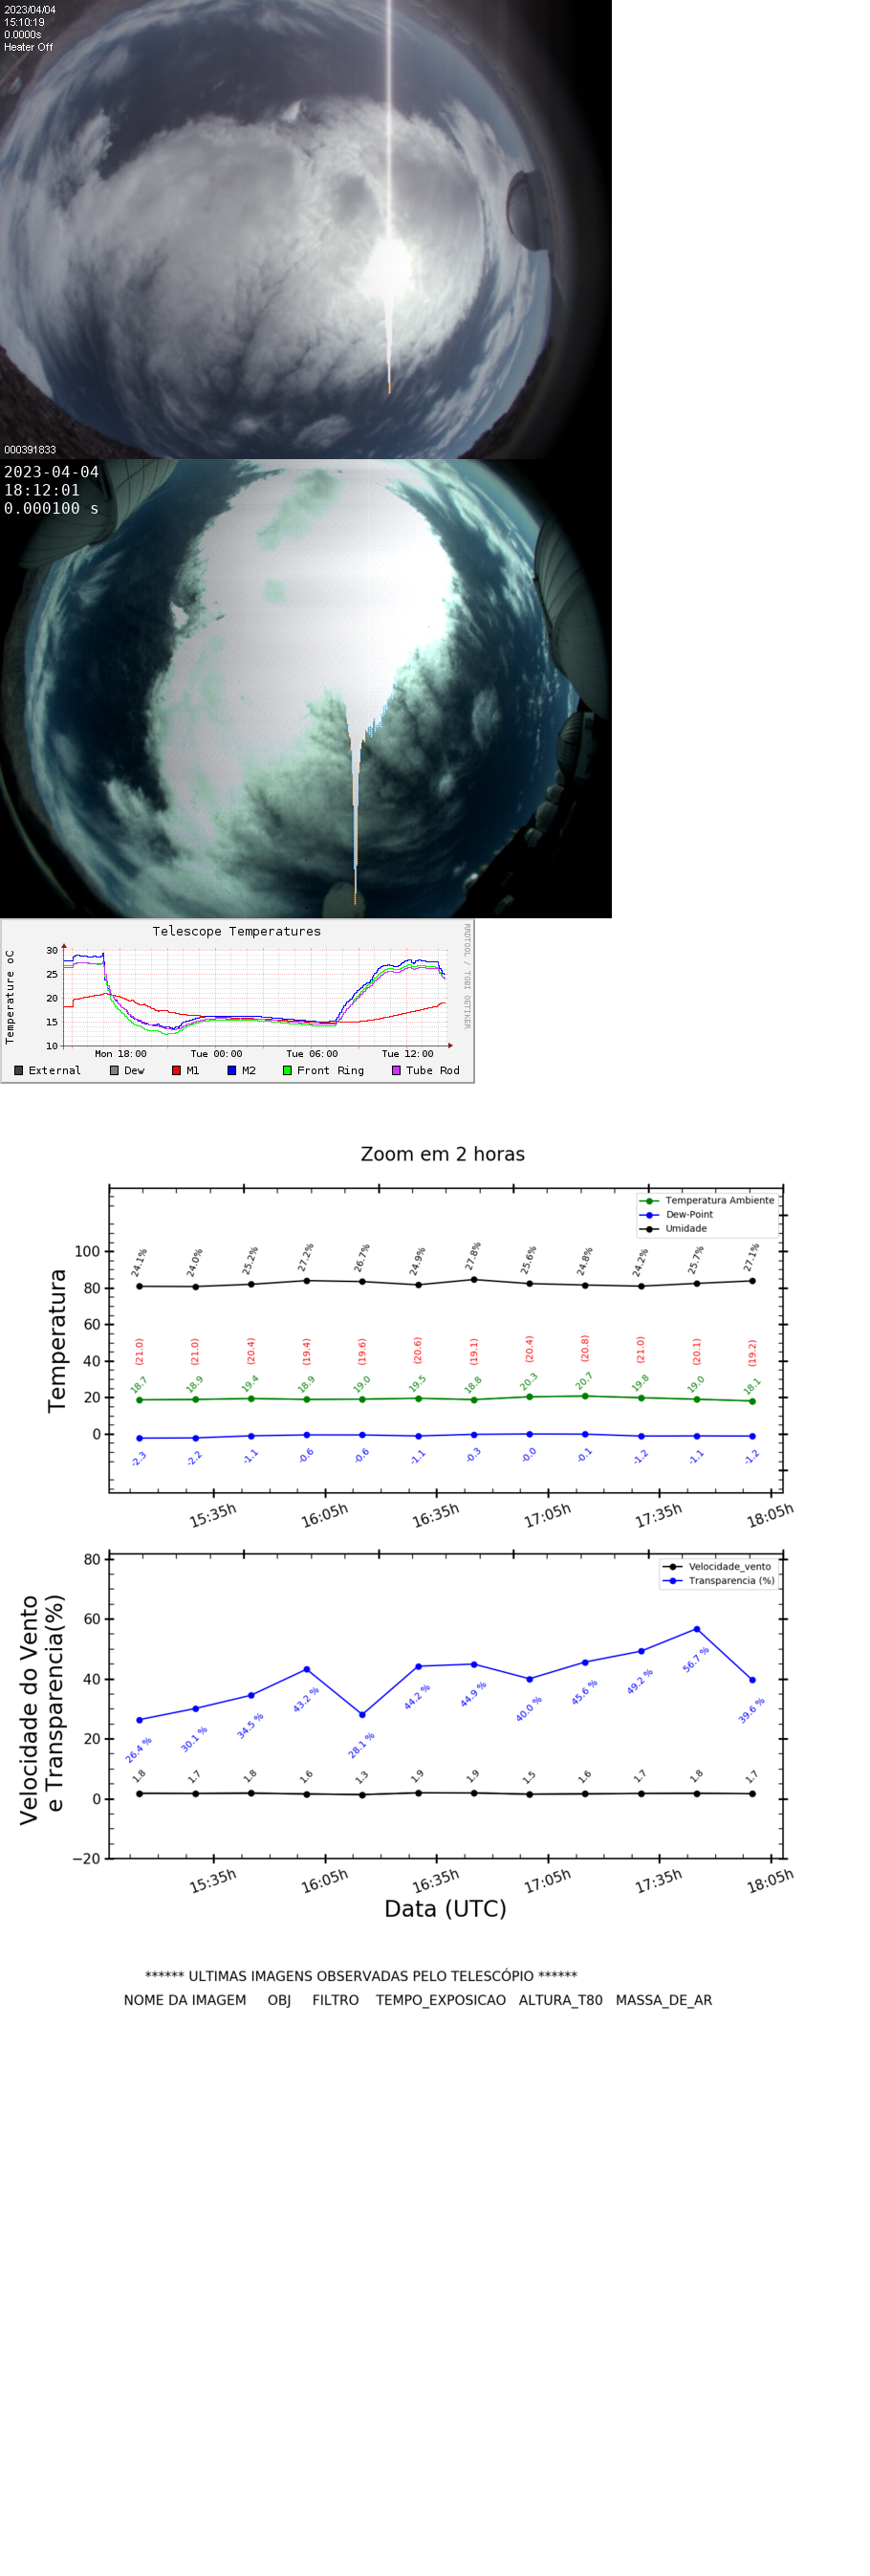 2023/04/04
15:10:19
0.0000s
Heater Off
000391833
2023-04-04
18:12:01
0.000100 s
Telescope Temperatures
RRDTOOL / TOBI OETIKER
Temperature oC
30
25
20
15
10
Mon 18:00 Tue 00:00 Tue 06:00 Tue 12:00
External Dew M1 M2 Front Ring Tube Rod
Zoom em 2 horas
Temperatura Ambiente
Dew-Point
Umidade
Temperatura
100
80
60
40
20
0
24.1% 24.0% 25.2% 27.2% 26.7% 24.9% 27.8% 25.6% 24.8% 24.2% 25.7% 27.1%
(21.0) (21.0) (20.4) (19.4) (19.6) (20.6) (19.1) (20.4) (20.8) (21.0) (20.1) (19.2)
18.7 18.9 19.4 18.9 19.0 19.5 18.8 20.3 20.7 19.8 19.0 18.1
-2.3 -2.2 -1.1 -0.6 -0.6 -1.1 -0.3 -0.0 -0.1 -1.2 -1.1 -1.2
15:35h 16:05h 16:35h 17:05h 17:35h 18:05h
Velocidade_vento
Transparencia (%)
Velocidade do Vento
e Transparencia(%)
80
60
40
20
0
−20
26.4 % 30.1 % 34.5 % 43.2 % 28.1 % 44.2 % 44.9 % 40.0 % 45.6 % 49.2 % 56.7 % 39.6 %
1.8 1.7 1.8 1.6 1.3 1.9 1.9 1.5 1.6 1.7 1.8 1.7
15:35h 16:05h 16:35h 17:05h 17:35h 18:05h
Data (UTC)
****** ULTIMAS IMAGENS OBSERVADAS PELO TELESCÓPIO ******
NOME DA IMAGEM OBJ FILTRO TEMPO_EXPOSICAO ALTURA_T80 MASSA_DE_AR